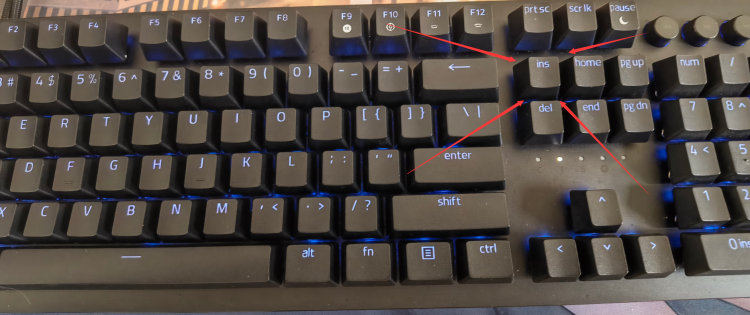 F2 F3 F4 F5 F6 F7 F8 F9 F10 F11 F12 prt sc scr lk pause
# 4 $ 5 % 6 ^ 7 & 8 * 9 ( 0 ) - _ = + ← ins home pg up num /
E R T Y U I O P [ { ] } \ | del end pg dn 7 8 ^
D F G H J K L ; : ' " enter 4 < 5
X C V B N M , < . > / ? shift ^ 1 2
alt fn ctrl < v > 0 ins